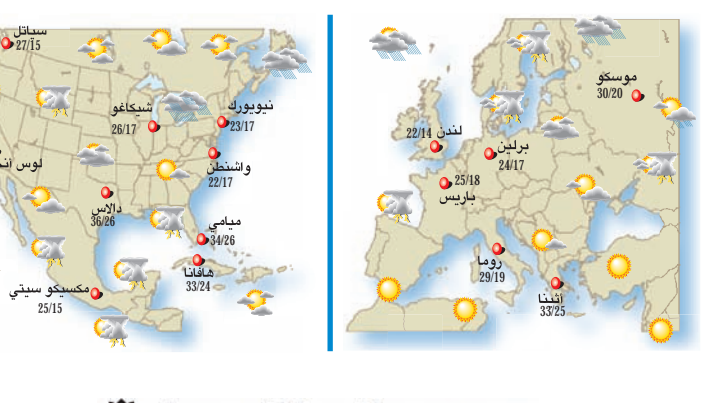 سياتل
27/15
شيكاغو
26/17
نيويورك
23/17
واشنطن
22/17
لوس أنج
دالاس
36/26
ميامي
34/26
هافانا
33/24
مكسيكو سيتي
25/15
موسكو
30/20
لندن
22/14
برلين
24/17
25/18
باريس
روما
29/19
أثينا
33/25